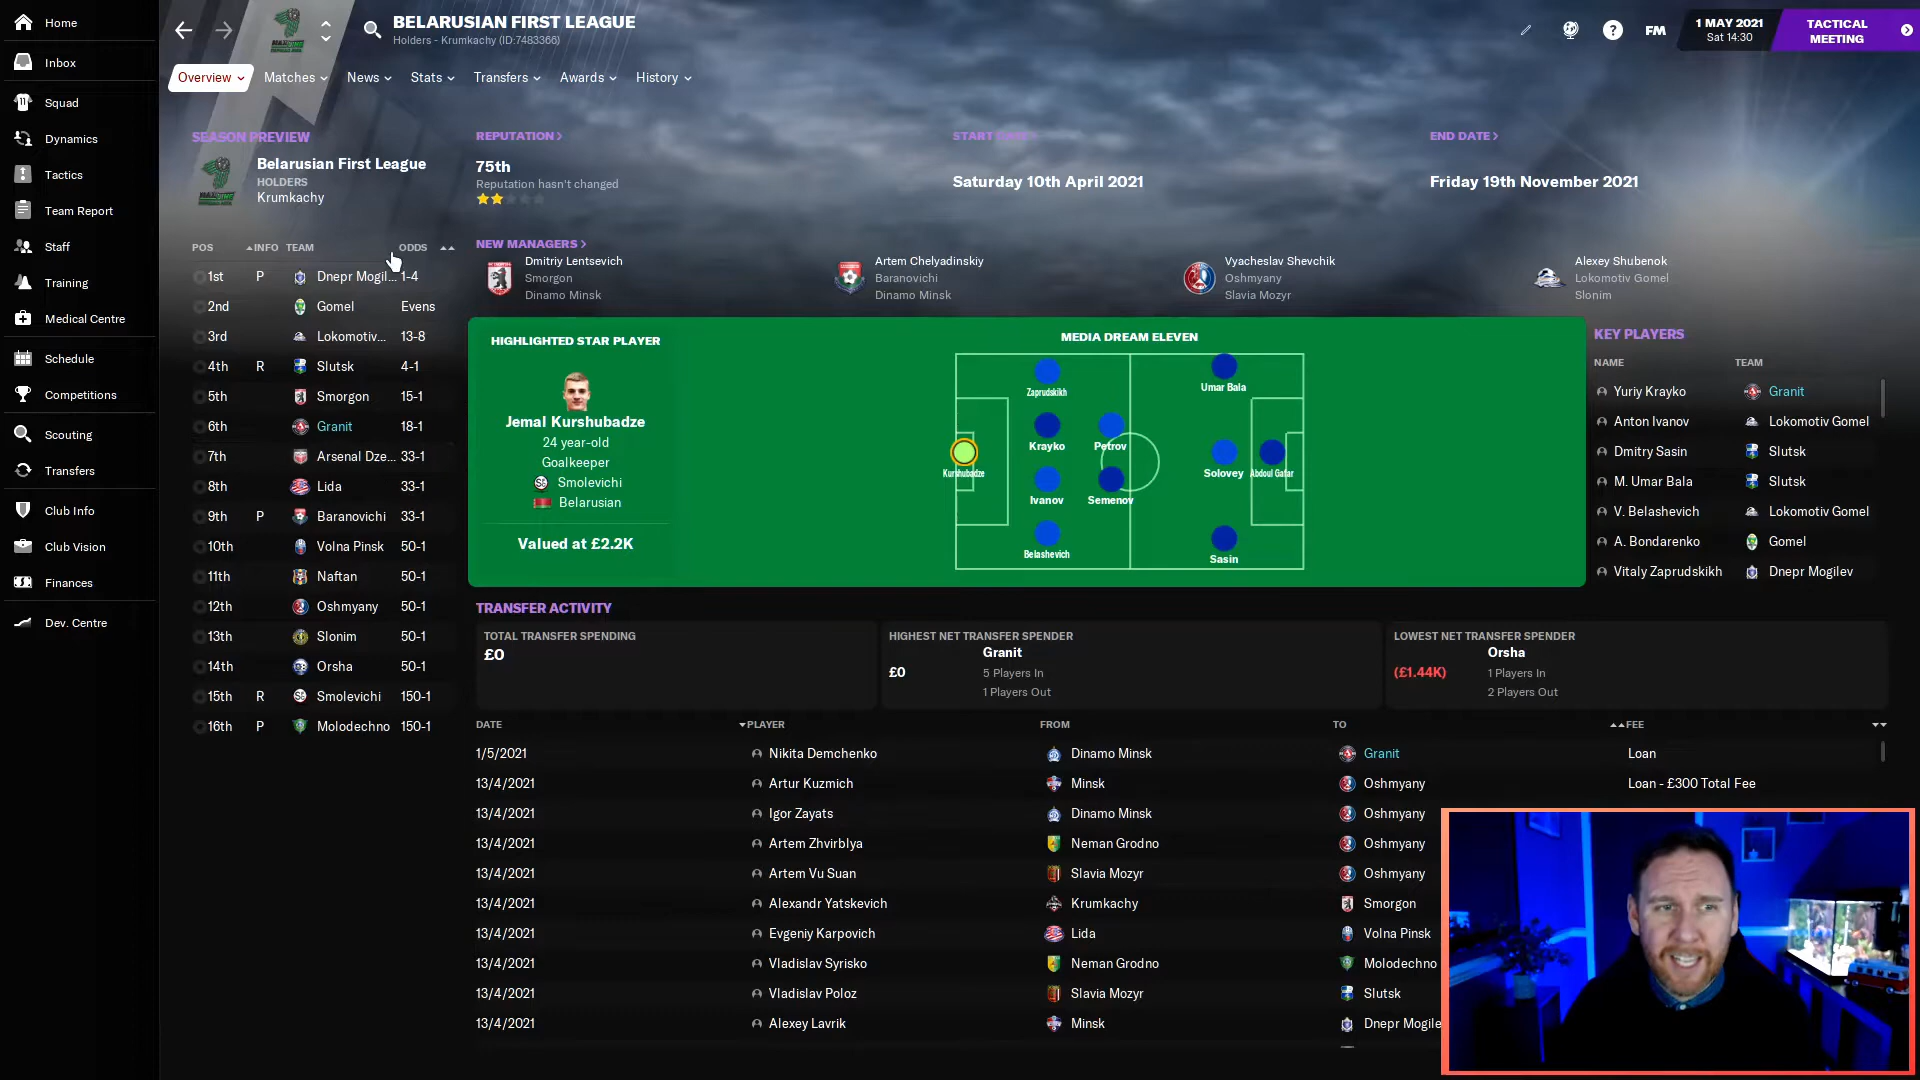 Home
Inbox
Squad
Dynamics
Tactics
Team Report
Staff
Training
Medical Centre
Schedule
Competitions
Scouting
Transfers
Club Info
Club Vision
Finances
Dev. Centre
BELARUSIAN FIRST LEAGUE
Holders - Krumkachy (ID:7483366)
FM
1 MAY 2021
Sat 14:30
TACTICAL
MEETING
Overview Matches News Stats Transfers Awards History
SEASON PREVIEW
Belarusian First League
HOLDERS
Krumkachy
REPUTATION
75th
Reputation hasn't changed
START
Saturday 10th April 2021
END DATE
Friday 19th November 2021
POS INFO TEAM ODDS
1st P Dnepr Mogil... 1-4
2nd Gomel Evens
3rd Lokomotiv... 13-8
4th R Slutsk 4-1
5th Smorgon 15-1
6th Granit 18-1
7th Arsenal Dze... 33-1
8th Lida 33-1
9th P Baranovichi 33-1
10th Volna Pinsk 50-1
11th Naftan 50-1
12th Oshmyany 50-1
13th Slonim 50-1
14th Orsha 50-1
15th R Smolevichi 150-1
16th P Molodechno 150-1
NEW MANAGERS
Dmitriy Lentsevich
Smorgon
Dinamo Minsk
Artem Chelyadinskiy
Baranovichi
Dinamo Minsk
Vyacheslav Shevchik
Oshmyany
Slavia Mozyr
Alexey Shubenok
Lokomotiv Gomel
Slonim
HIGHLIGHTED STAR PLAYER
Jemal Kurshubadze
24 year-old
Goalkeeper
Smolevichi
Belarusian
Valued at £2.2K
MEDIA DREAM ELEVEN
Zaprudskikh
Umar Bala
Krayko
Petrov
Kurshubadze
Solovey
Abdoul Gafar
Ivanov
Semenov
Belashevich
Sasin
KEY PLAYERS
NAME TEAM
Yuriy Krayko Granit
Anton Ivanov Lokomotiv Gomel
Dmitry Sasin Slutsk
M. Umar Bala Slutsk
V. Belashevich Lokomotiv Gomel
A. Bondarenko Gomel
Vitaly Zaprudskikh Dnepr Mogilev
TRANSFER ACTIVITY
TOTAL TRANSFER SPENDING
£0
HIGHEST NET TRANSFER SPENDER
Granit
£0
5 Players In
1 Players Out
LOWEST NET TRANSFER SPENDER
Orsha
(£1.44K)
1 Players In
2 Players Out
DATE PLAYER FROM TO FEE
1/5/2021 Nikita Demchenko Dinamo Minsk Granit Loan
13/4/2021 Artur Kuzmich Minsk Oshmyany Loan - £300 Total Fee
13/4/2021 Igor Zayats Dinamo Minsk Oshmyany
13/4/2021 Artem Zhvirblya Neman Grodno Oshmyany
13/4/2021 Artem Vu Suan Slavia Mozyr Oshmyany
13/4/2021 Alexandr Yatskevich Krumkachy Smorgon
13/4/2021 Evgeniy Karpovich Lida Volna Pinsk
13/4/2021 Vladislav Syrisko Neman Grodno Molodechno
13/4/2021 Vladislav Poloz Slavia Mozyr Slutsk
13/4/2021 Alexey Lavrik Minsk Dnepr Mogile